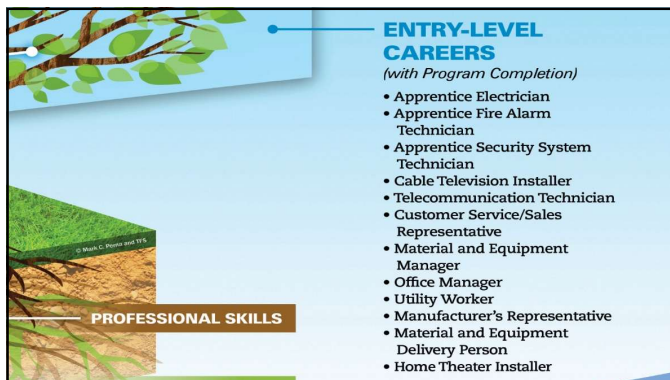 ENTRY-LEVEL
CAREERS
(with Program Completion)
• Apprentice Electrician
• Apprentice Fire Alarm
Technician
• Apprentice Security System
Technician
• Cable Television Installer
• Telecommunication Technician
• Customer Service/Sales
Representative
• Material and Equipment
Manager
• Office Manager
• Utility Worker
• Manufacturer's Representative
• Material and Equipment
Delivery Person
• Home Theater Installer
© Mark C. Perna and TFS
PROFESSIONAL SKILLS